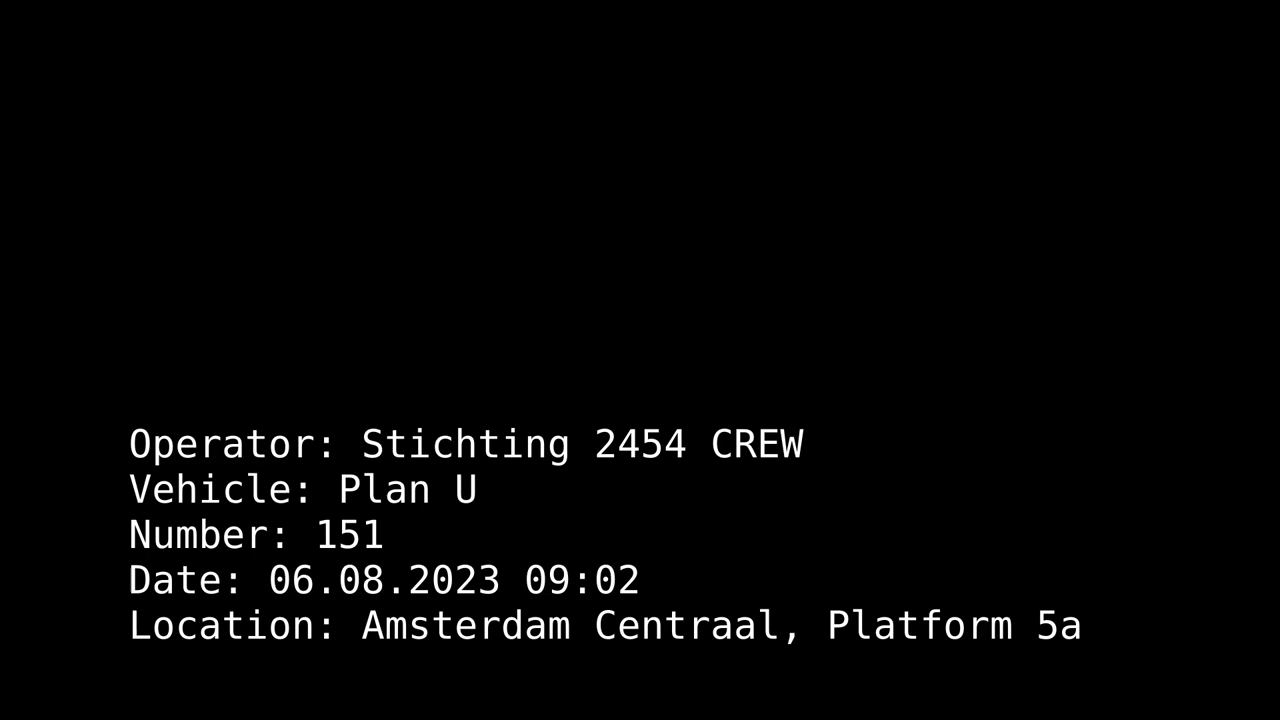 Operator: Stichting 2454 CREW
Vehicle: Plan U
Number: 151
Date: 06.08.2023 09:02
Location: Amsterdam Centraal, Platform 5a